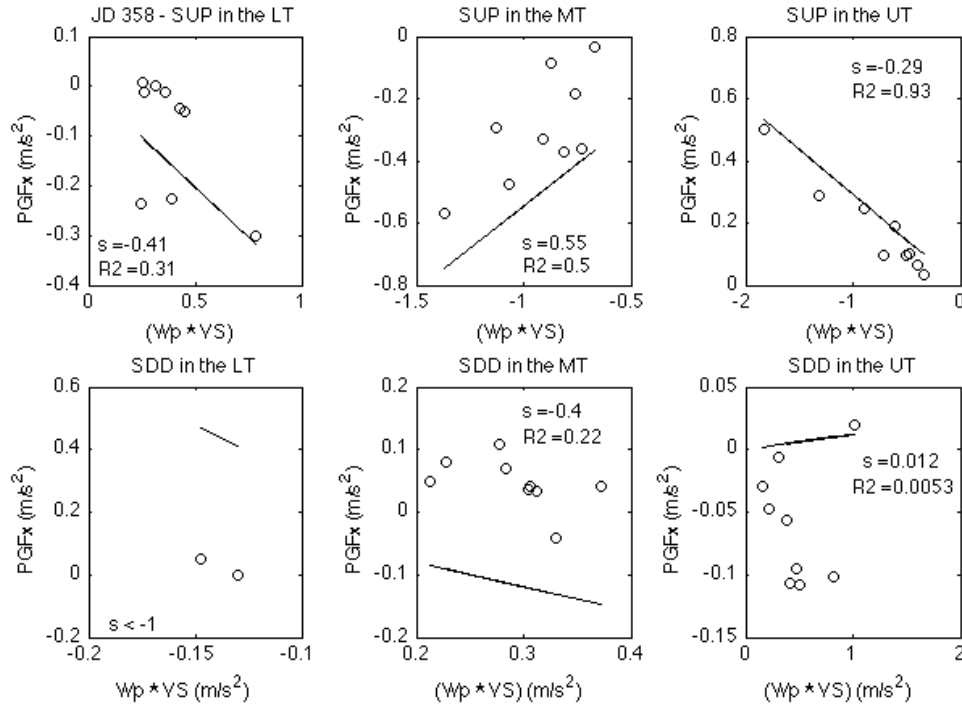 JD 358 - SUP in the LT
SUP in the MT
SUP in the UT
0.1
0
-0.1
-0.2
-0.3
-0.4
PGFx (m/s²)
s=-0.41
R2=0.31
0
0.5
1
(Wp*VS)
0
-0.2
-0.4
-0.6
-0.8
PGFx (m/s²)
s=0.55
R2=0.5
-1.5
-1
-0.5
(Wp*VS)
0.8
0.6
0.4
0.2
0
PGFx (m/s²)
s=-0.29
R2=0.93
-2
-1
0
(Wp*VS)
SDD in the LT
SDD in the MT
SDD in the UT
0.6
0.4
0.2
0
-0.2
PGFx (m/s²)
s < -1
-0.2
-0.15
-0.1
Wp*VS (m/s²)
0.2
0.1
0
-0.1
-0.2
PGFx (m/s²)
s=-0.4
R2=0.22
0.2
0.3
0.4
(Wp*VS) (m/s²)
0.05
0
-0.05
-0.1
-0.15
PGFx (m/s²)
s=0.012
R2=0.0053
0
1
2
(Wp*VS) (m/s²)